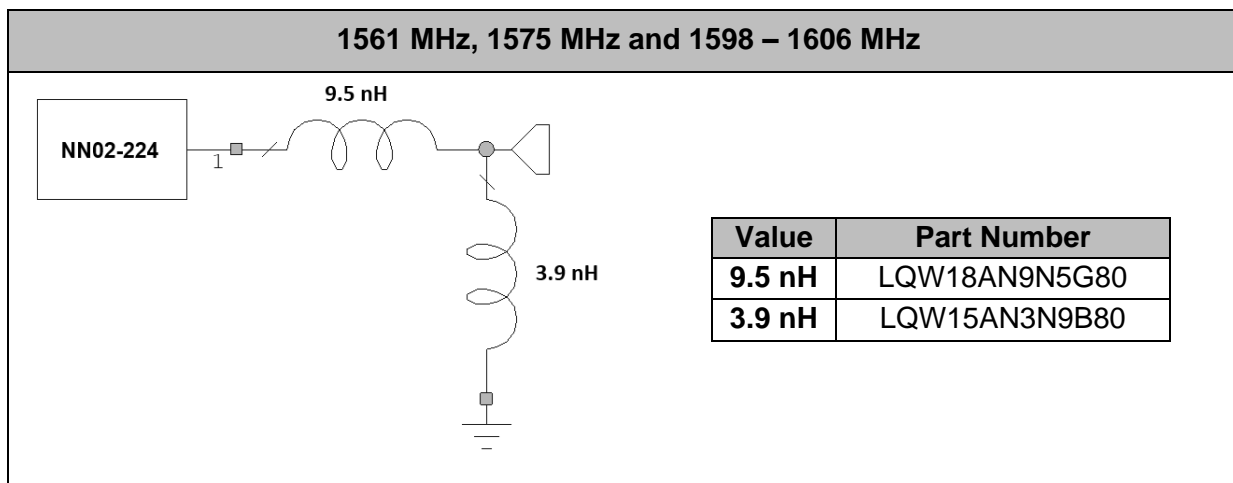 1561 MHz, 1575 MHz and 1598 – 1606 MHz
9.5 nH
NN02-224
1
3.9 nH
Value Part Number
9.5 nH LQW18AN9N5G80
3.9 nH LQW15AN3N9B80